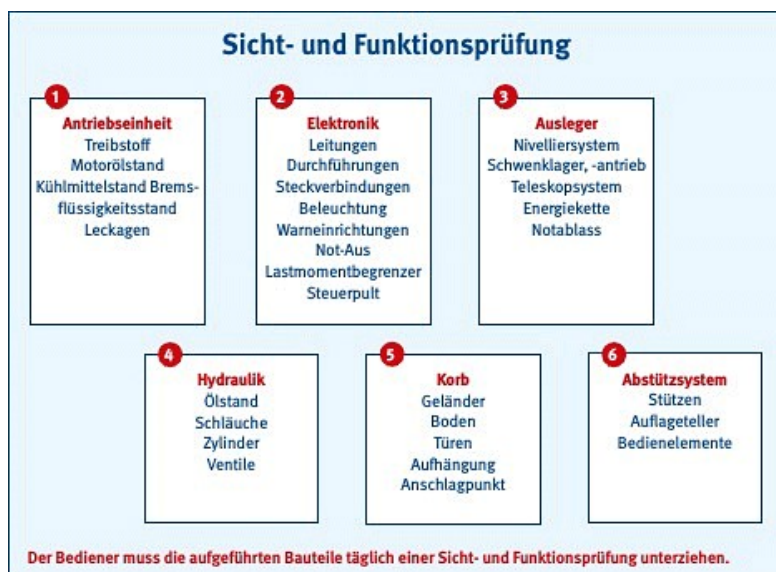 Sicht- und Funktionsprüfung
1
Antriebseinheit
Treibstoff
Motorölstand
Kühlmittelstand Brems-
flüssigkeitsstand
Leckagen
2
Elektronik
Leitungen
Durchführungen
Steckverbindungen
Beleuchtung
Warneinrichtungen
Not-Aus
Lastmomentbegrenzer
Steuerpult
3
Ausleger
Nivelliersystem
Schwenklager, -antrieb
Teleskopsystem
Energiekette
Notablass
4
Hydraulik
Ölstand
Schläuche
Zylinder
Ventile
5
Korb
Geländer
Boden
Türen
Aufhängung
Anschlagpunkt
6
Abstützsystem
Stützen
Auflageteller
Bedienelemente
Der Bediener muss die aufgeführten Bauteile täglich einer Sicht- und Funktionsprüfung unterziehen.